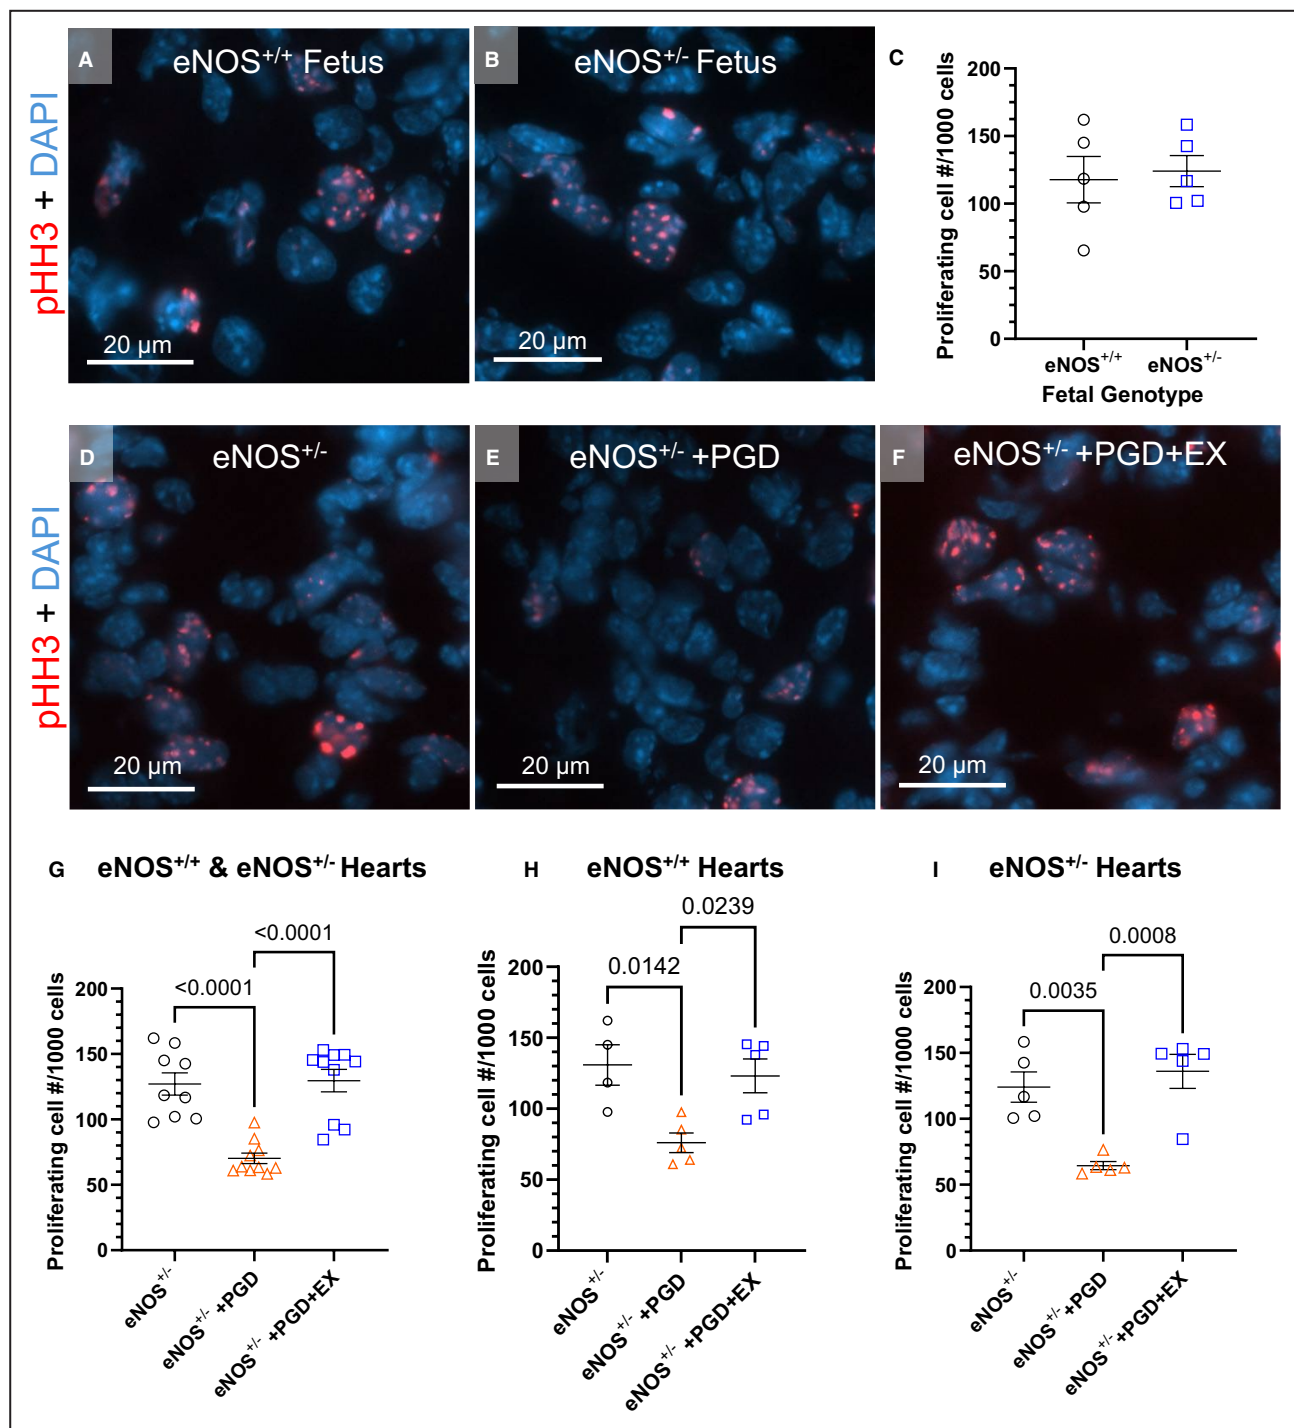 A
eNOS+/+ Fetus
B
eNOS+/- Fetus
pHH3 + DAPI
20 µm
20 µm
C
Proliferating cell #/1000 cells
200
150
100
50
0
eNOS+/+
eNOS+/-
Fetal Genotype
D
eNOS+/-
E
eNOS+/- +PGD
F
eNOS+/- +PGD+EX
pHH3 + DAPI
20 µm
20 µm
20 µm
G
eNOS+/+ & eNOS+/- Hearts
Proliferating cell #/1000 cells
<0.0001
<0.0001
200
150
100
50
0
eNOS+/-
eNOS+/- +PGD
eNOS+/- +PGD+EX
H
eNOS+/+ Hearts
Proliferating cell #/1000 cells
0.0239
0.0142
200
150
100
50
0
eNOS+/-
eNOS+/- +PGD
eNOS+/- +PGD+EX
I
eNOS+/- Hearts
Proliferating cell #/1000 cells
0.0008
0.0035
200
150
100
50
0
eNOS+/-
eNOS+/- +PGD
eNOS+/- +PGD+EX